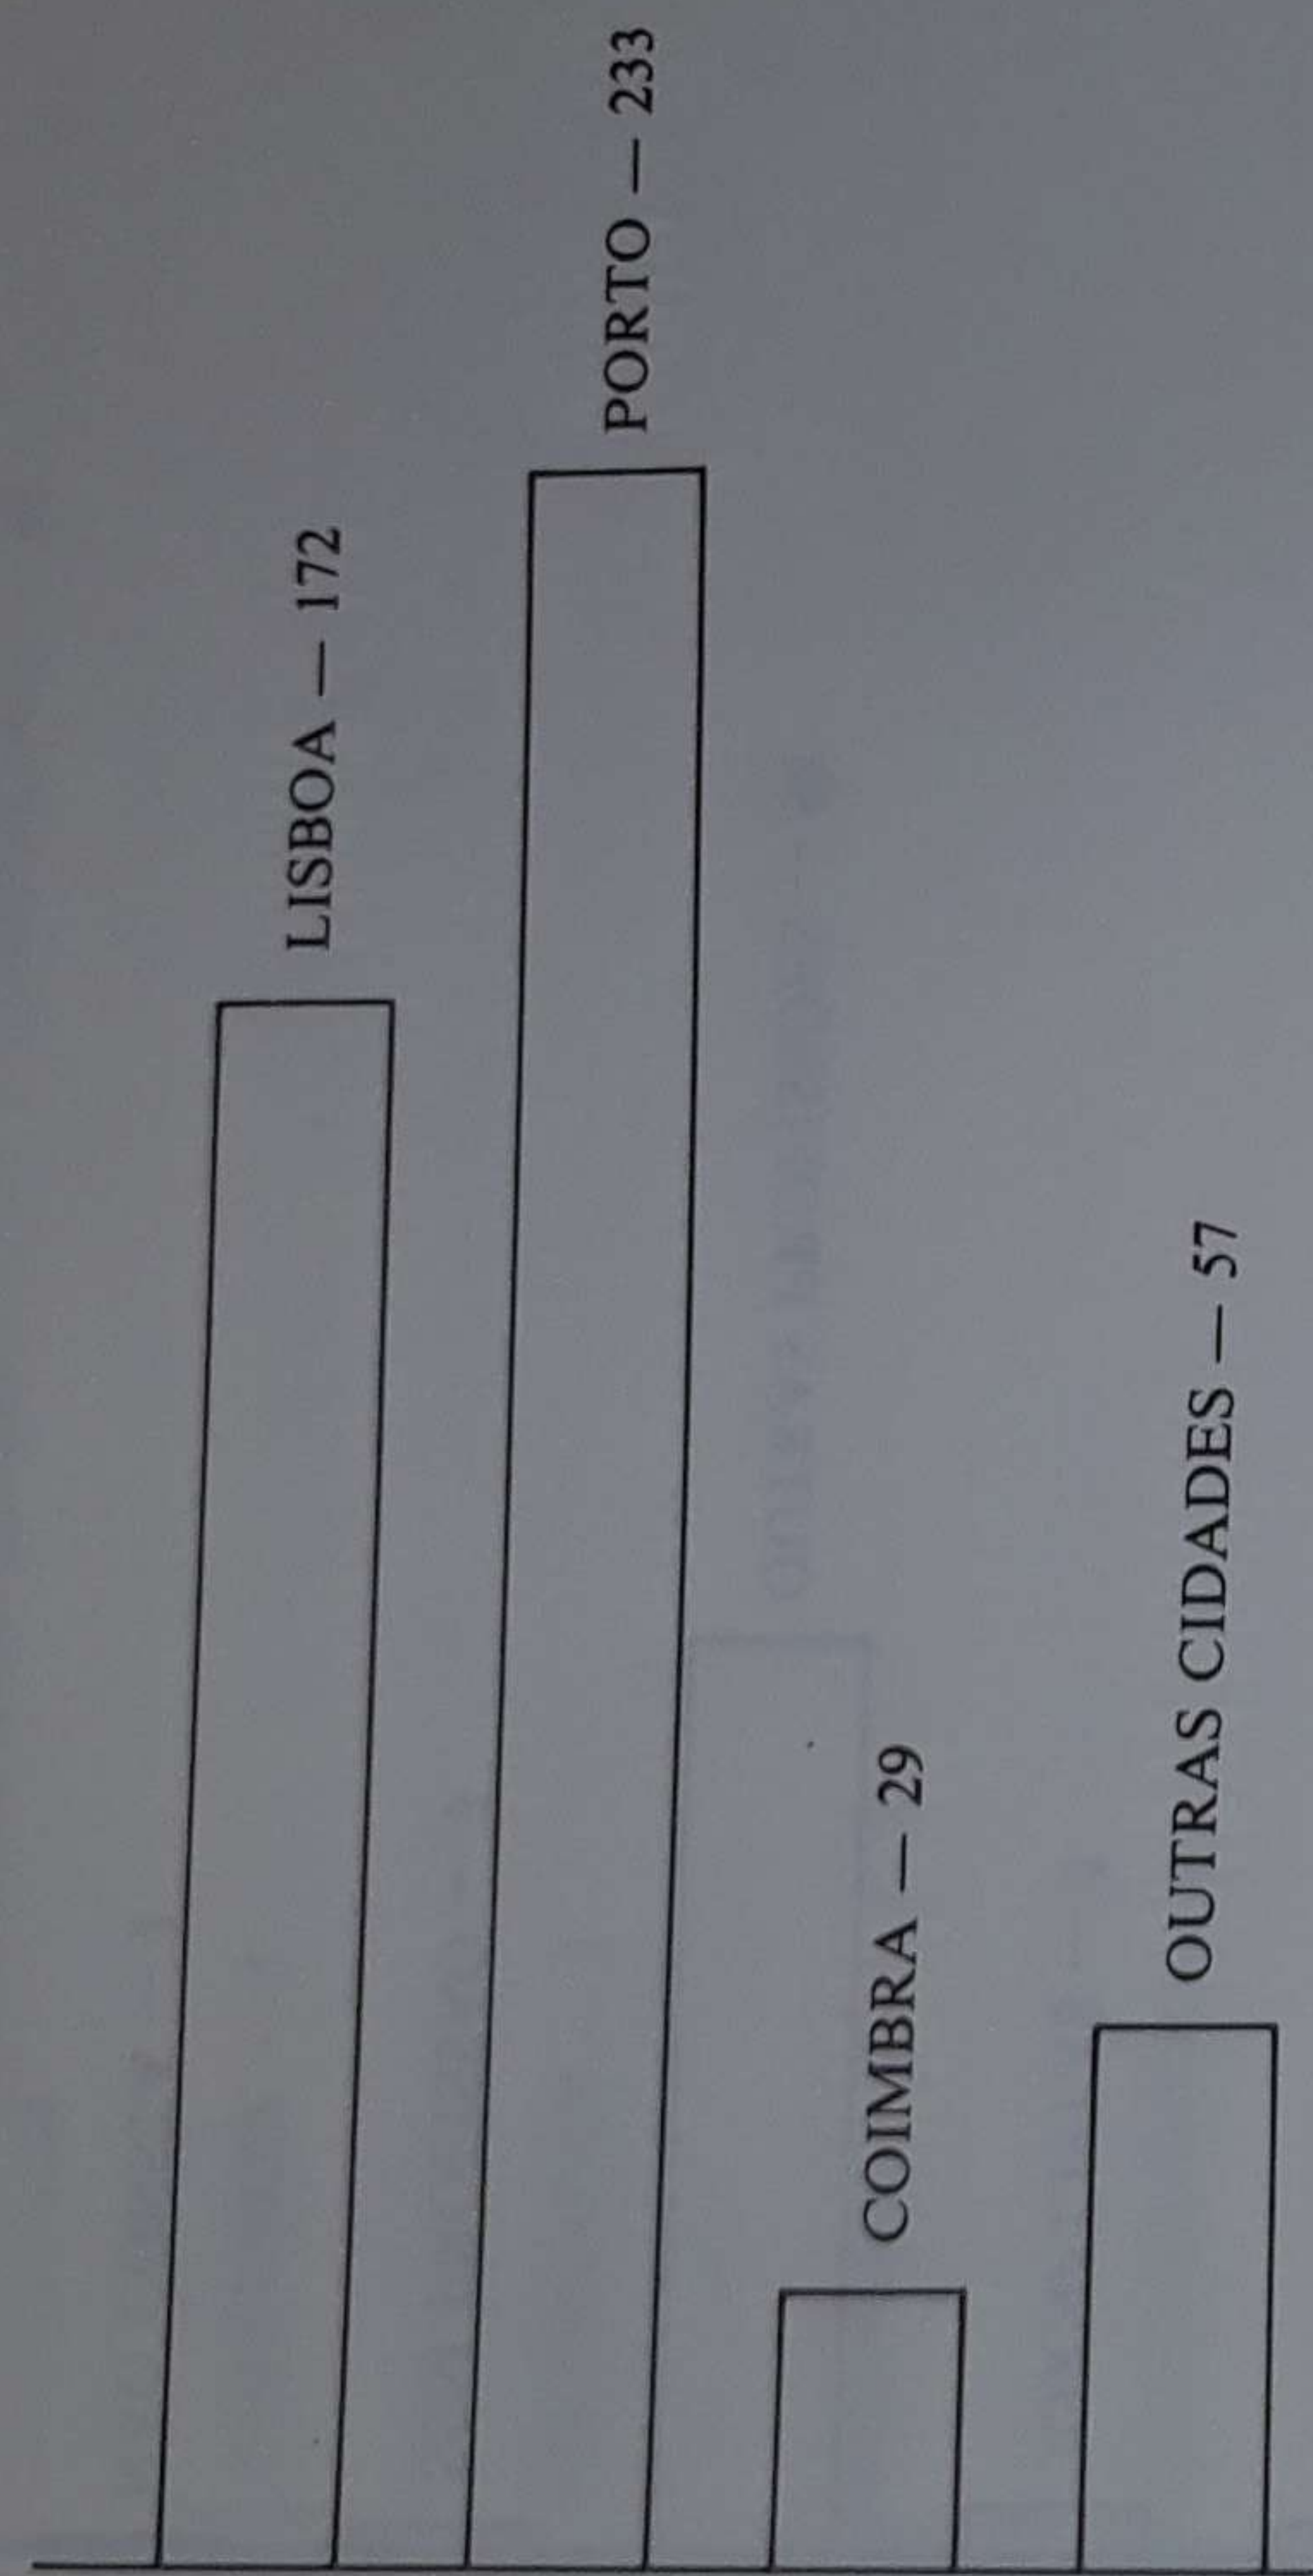 LISBOA — 172
PORTO — 233
COIMBRA — 29
OUTRAS CIDADES — 57